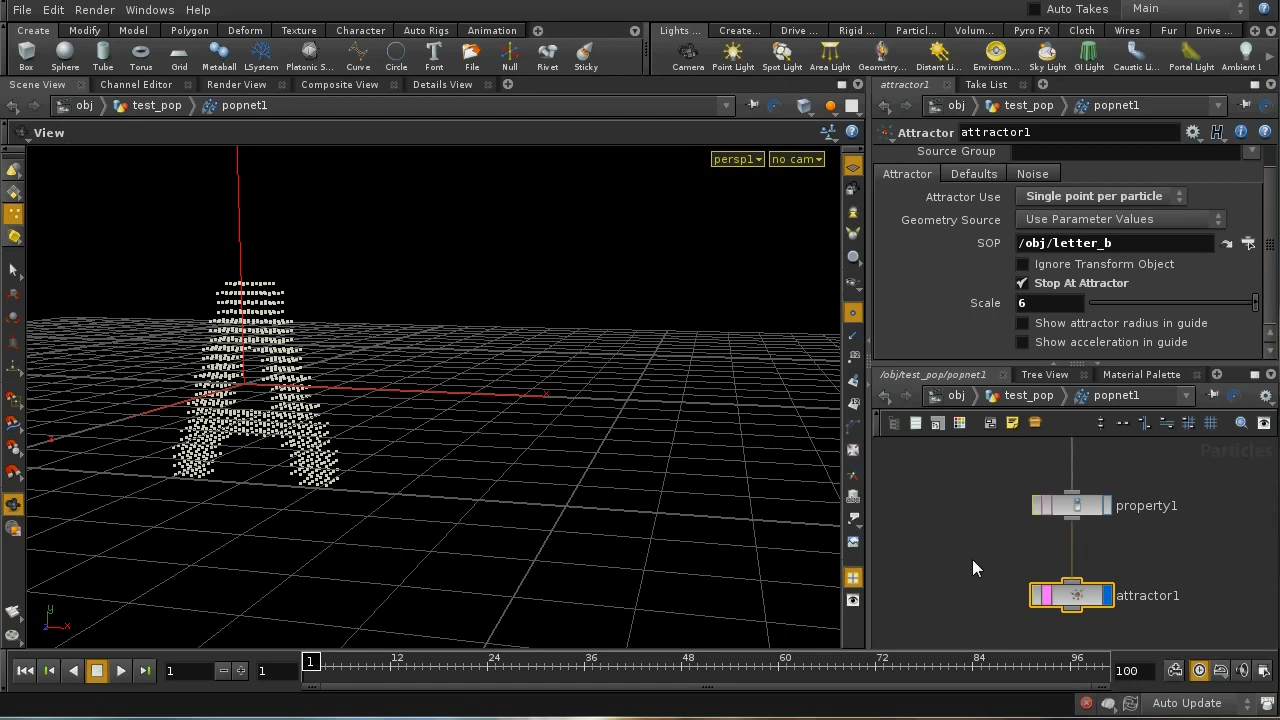 File Edit Render Windows Help Auto Takes Main
Create Modify Model Polygon Deform Texture Character Auto Rigs Animation Lights ... Create... Drive ... Rigid ... Particl... Volum... Pyro FX Cloth Wires Fur Drive ...
Box Sphere Tube Torus Grid Metaball LSystem Platonic S... Curve Circle Font File Null Rivet Sticky Camera Point Light Spot Light Area Light Geometry... Distant Li... Environm... Sky Light GI Light Caustic Li... Portal Light Ambient l
Scene View Channel Editor Render View Composite View Details View attractor1 Take List
obj test_pop popnet1 obj test_pop popnet1
View persp1 no cam
Attractor attractor1
Source Group
Attractor Defaults Noise
Attractor Use Single point per particle
Geometry Source Use Parameter Values
SOP /obj/letter_b
Ignore Transform Object
Stop At Attractor
Scale 6
Show attractor radius in guide
Show acceleration in guide
/obj/test_pop/popnet1 Tree View Material Palette
obj test_pop popnet1
Particles
property1
attractor1
x
z
y
z x
1 1 1 12 24 36 48 60 72 84 96 100
Auto Update